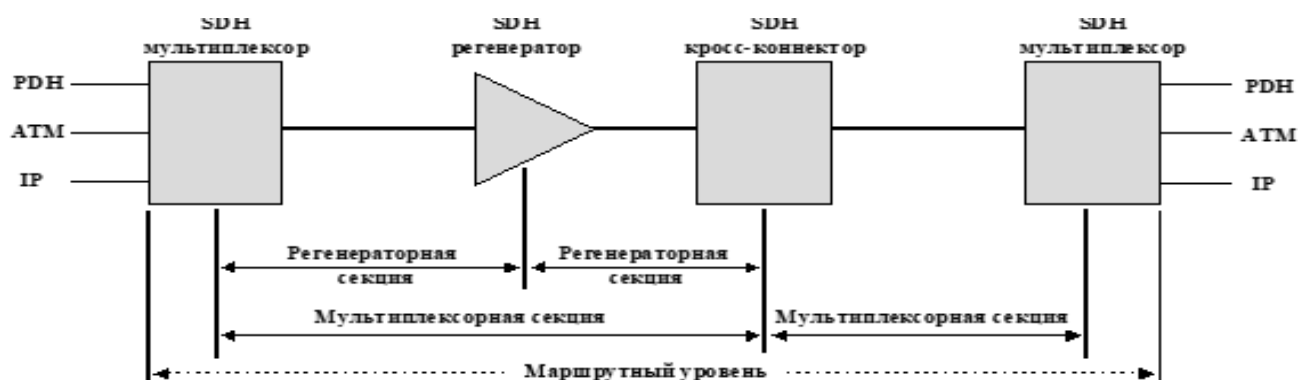 SDH
мультиплексор
SDH
регенератор
SDH
кросс-коннектор
SDH
мультиплексор
PDH
ATM
IP
PDH
ATM
IP
Регенераторная
секция
Регенераторная
секция
Мультиплексорная секция
Мультиплексорная секция
Маршрутный уровень